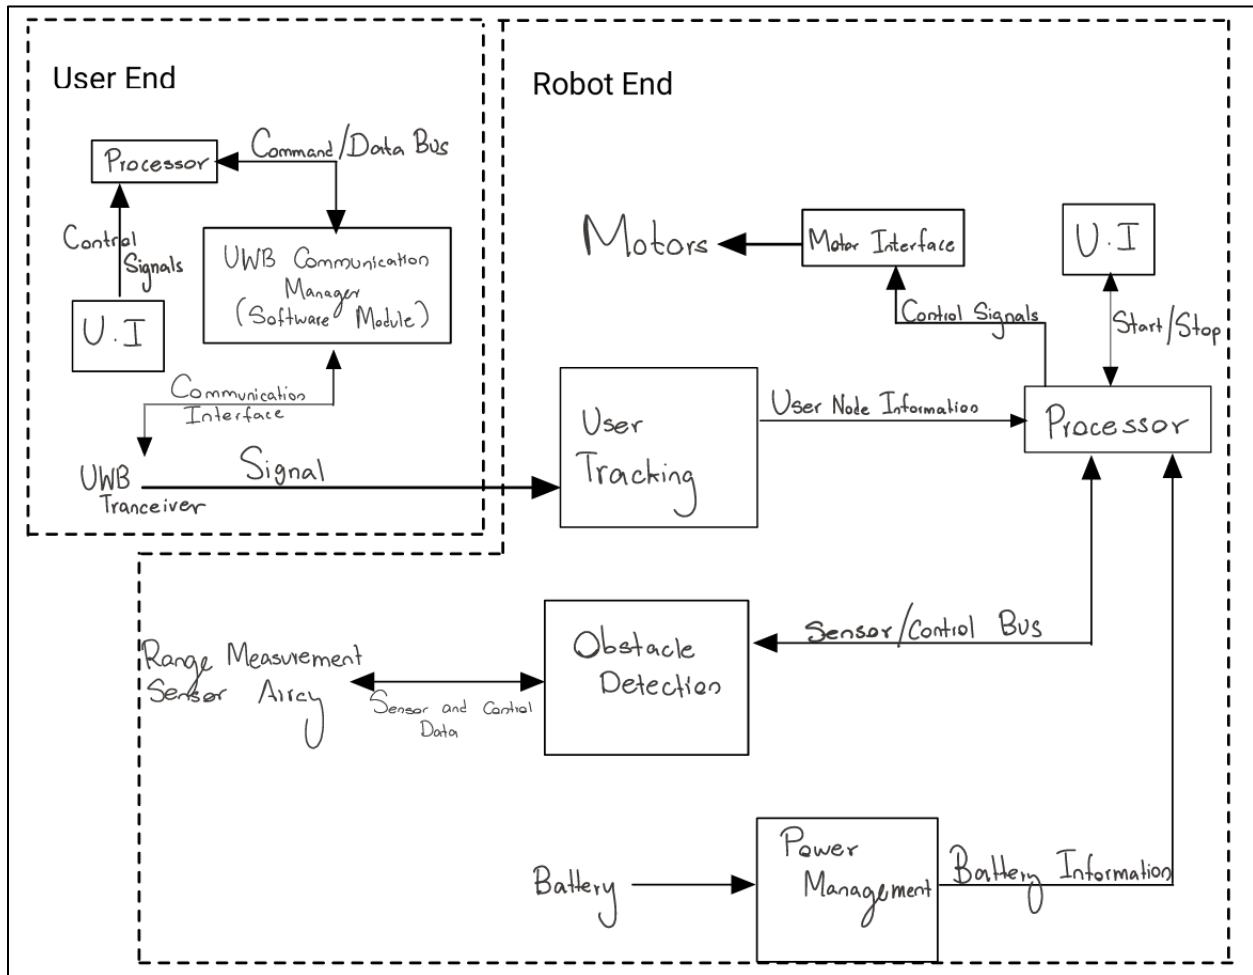 User End
Processor
Command/Data Bus
Control
Signals
UWB Communication
Manager
(Software Module)
U.I
Communication
Interface
UWB
Tranceiver
Signal
Robot End
Motors
Motor Interface
U.I
Control Signals
Start/Stop
User
Tracking
User Node Information
Processor
Range Measurement
Sensor Array
Sensor and Control
Data
Obstacle
Detection
Sensor/Control Bus
Battery
Power
Management
Battery Information